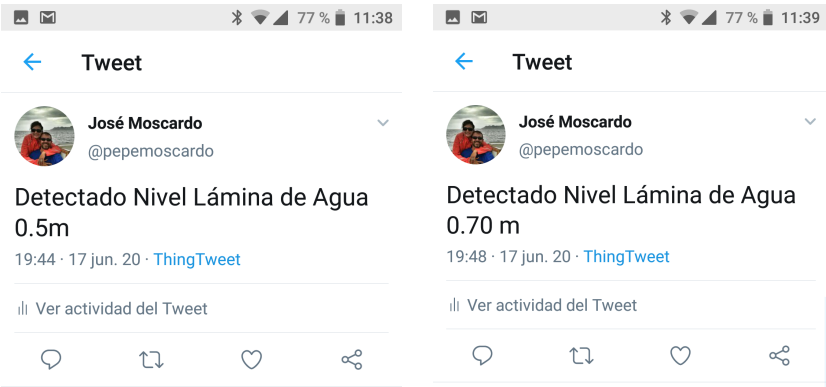 77 % 11:38
Tweet
José Moscardo
@pepemoscardo
Detectado Nivel Lámina de Agua
0.5m
19:44 · 17 jun. 20 · ThingTweet
Ver actividad del Tweet
77 % 11:39
Tweet
José Moscardo
@pepemoscardo
Detectado Nivel Lámina de Agua
0.70 m
19:48 · 17 jun. 20 · ThingTweet
Ver actividad del Tweet